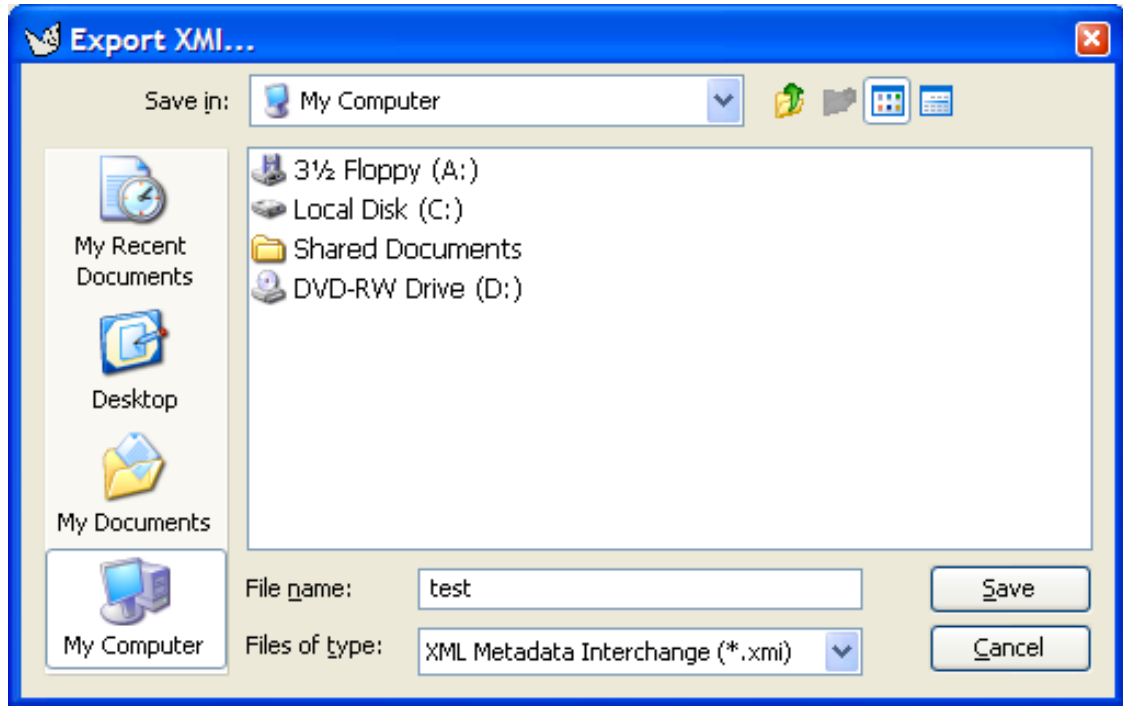 Export XMI...
Save in:
My Computer
3½ Floppy (A:)
Local Disk (C:)
Shared Documents
DVD-RW Drive (D:)
My Recent
Documents
Desktop
My Documents
My Computer
File name:
test
Save
Files of type:
XML Metadata Interchange (*.xmi)
Cancel